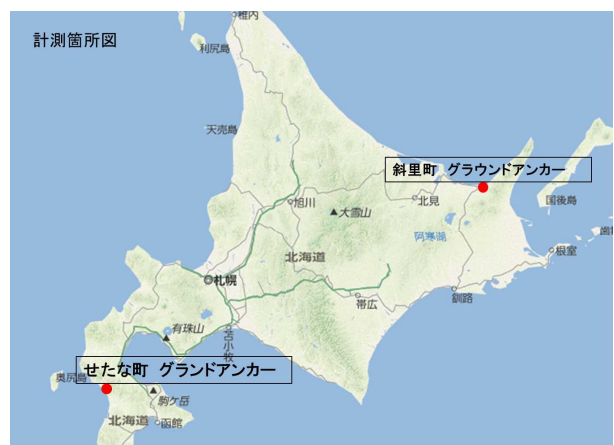 計測箇所図
稚内
利尻島
天売島
斜里町 グラウンドアンカー
旭川
大雪山
北見
国後島
阿寒湖
歯
根室
北海道
札幌
帯広
釧路
有珠山
苫小牧
せたな町 グランドアンカー
奥尻島
駒ケ岳
北海道
函館